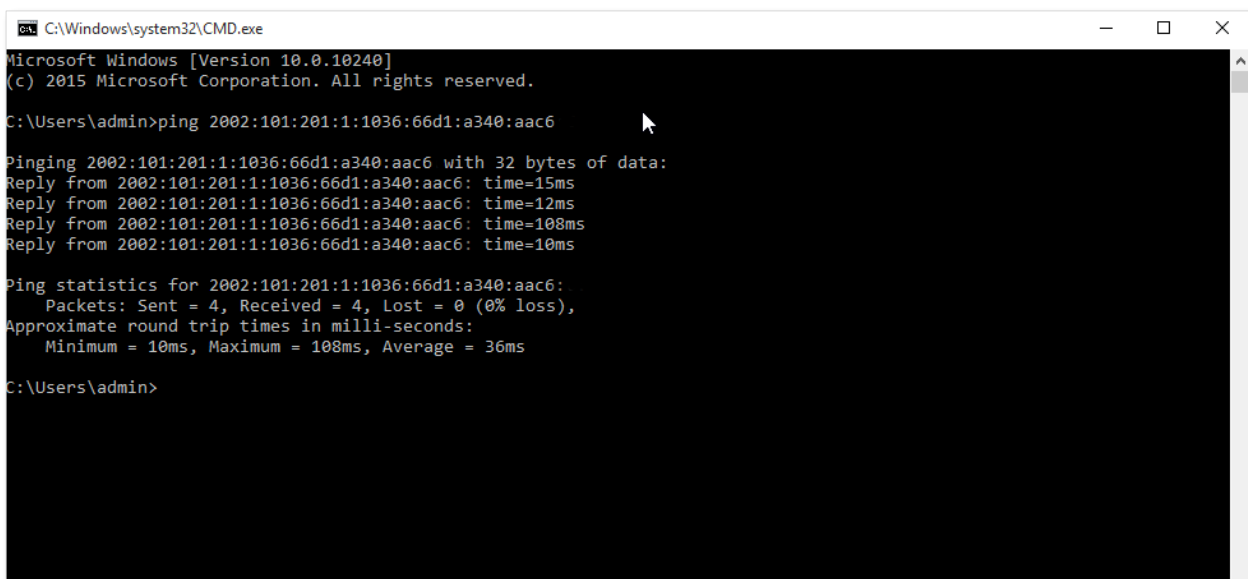 C:\Windows\system32\CMD.exe
Microsoft Windows [Version 10.0.10240]
(c) 2015 Microsoft Corporation. All rights reserved.
C:\Users\admin>ping 2002:101:201:1:1036:66d1:a340:aac6
Pinging 2002:101:201:1:1036:66d1:a340:aac6 with 32 bytes of data:
Reply from 2002:101:201:1:1036:66d1:a340:aac6: time=15ms
Reply from 2002:101:201:1:1036:66d1:a340:aac6: time=12ms
Reply from 2002:101:201:1:1036:66d1:a340:aac6: time=108ms
Reply from 2002:101:201:1:1036:66d1:a340:aac6: time=10ms
Ping statistics for 2002:101:201:1:1036:66d1:a340:aac6:
    Packets: Sent = 4, Received = 4, Lost = 0 (0% loss),
Approximate round trip times in milli-seconds:
    Minimum = 10ms, Maximum = 108ms, Average = 36ms
C:\Users\admin>